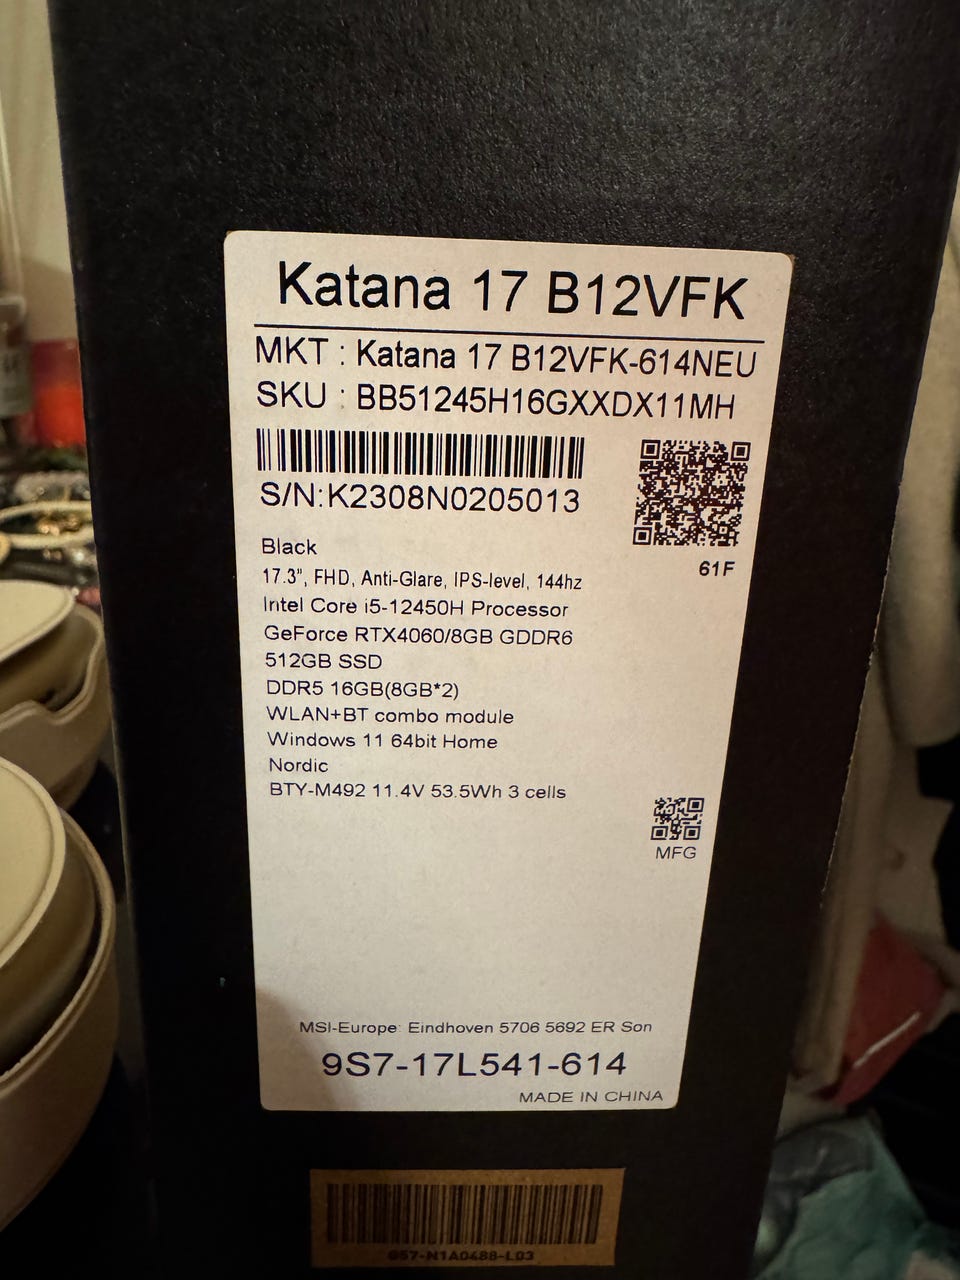 Katana 17 B12VFK
MKT : Katana 17 B12VFK-614NEU
SKU : BB51245H16GXXDX11MH
S/N:K2308N0205013
61F
Black
17.3", FHD, Anti-Glare, IPS-level, 144hz
Intel Core i5-12450H Processor
GeForce RTX4060/8GB GDDR6
512GB SSD
DDR5 16GB(8GB*2)
WLAN+BT combo module
Windows 11 64bit Home
Nordic
BTY-M492 11.4V 53.5Wh 3 cells
MFG
MSI-Europe: Eindhoven 5706 5692 ER Son
9S7-17L541-614
MADE IN CHINA
G57-N1A0488-L03